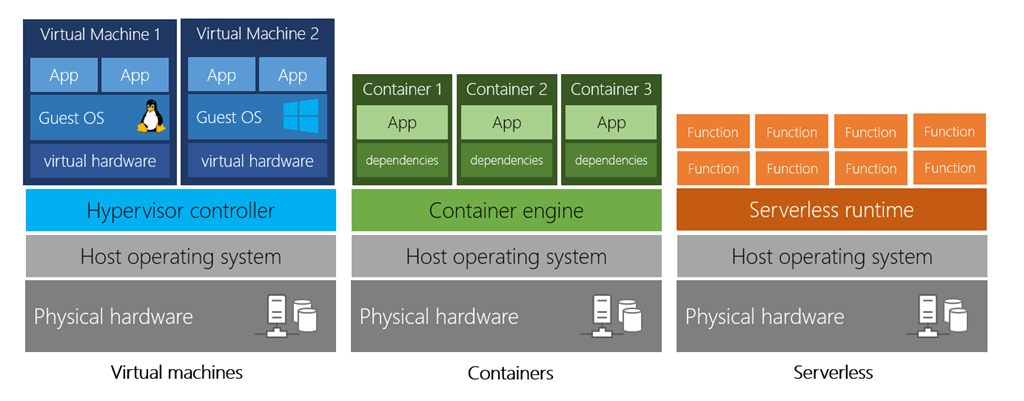 Virtual Machine 1
App App
Guest OS
virtual hardware
Virtual Machine 2
App App
Guest OS
virtual hardware
Hypervisor controller
Host operating system
Physical hardware
Virtual machines
Container 1
App
dependencies
Container 2
App
dependencies
Container 3
App
dependencies
Container engine
Host operating system
Physical hardware
Containers
Function Function Function Function
Function Function Function Function
Serverless runtime
Host operating system
Physical hardware
Serverless